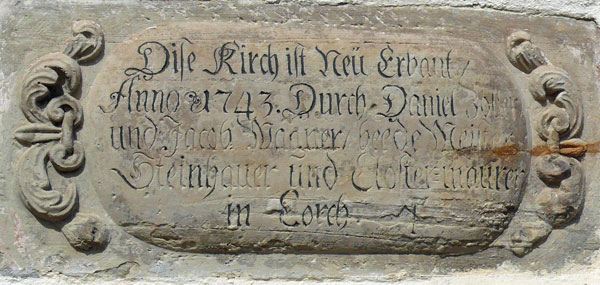 Dise Kirch ist Neü Erbaut /
Anno 1743. Durch Daniel
und Jacob Wagner / beede
Steinhauer und Closter-maurer
in Lorch.